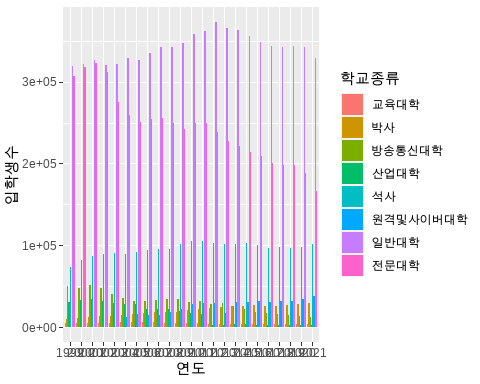 입학생수
3e+05
2e+05
1e+05
0e+00
연도
학교종류
교육대학
박사
방송통신대학
산업대학
석사
원격및사이버대학
일반대학
전문대학